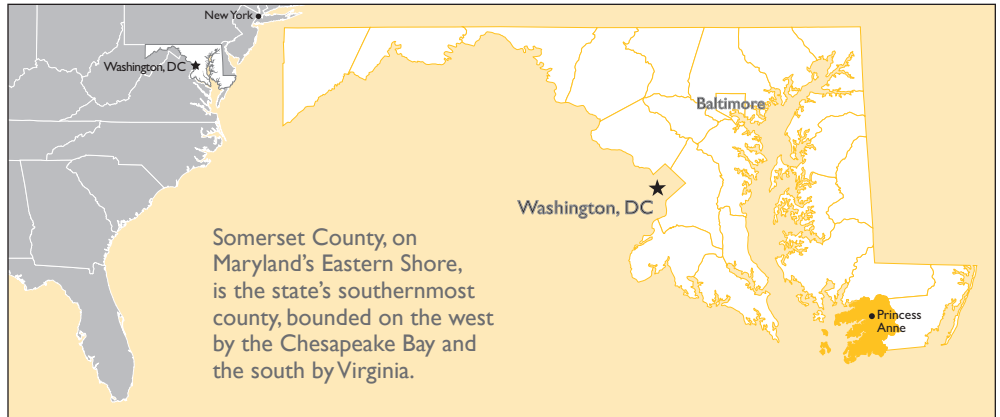 New York
Washington, DC
Baltimore
Washington, DC
Somerset County, on
Maryland's Eastern Shore,
is the state's southernmost
county, bounded on the west
by the Chesapeake Bay and
the south by Virginia.
Princess
Anne